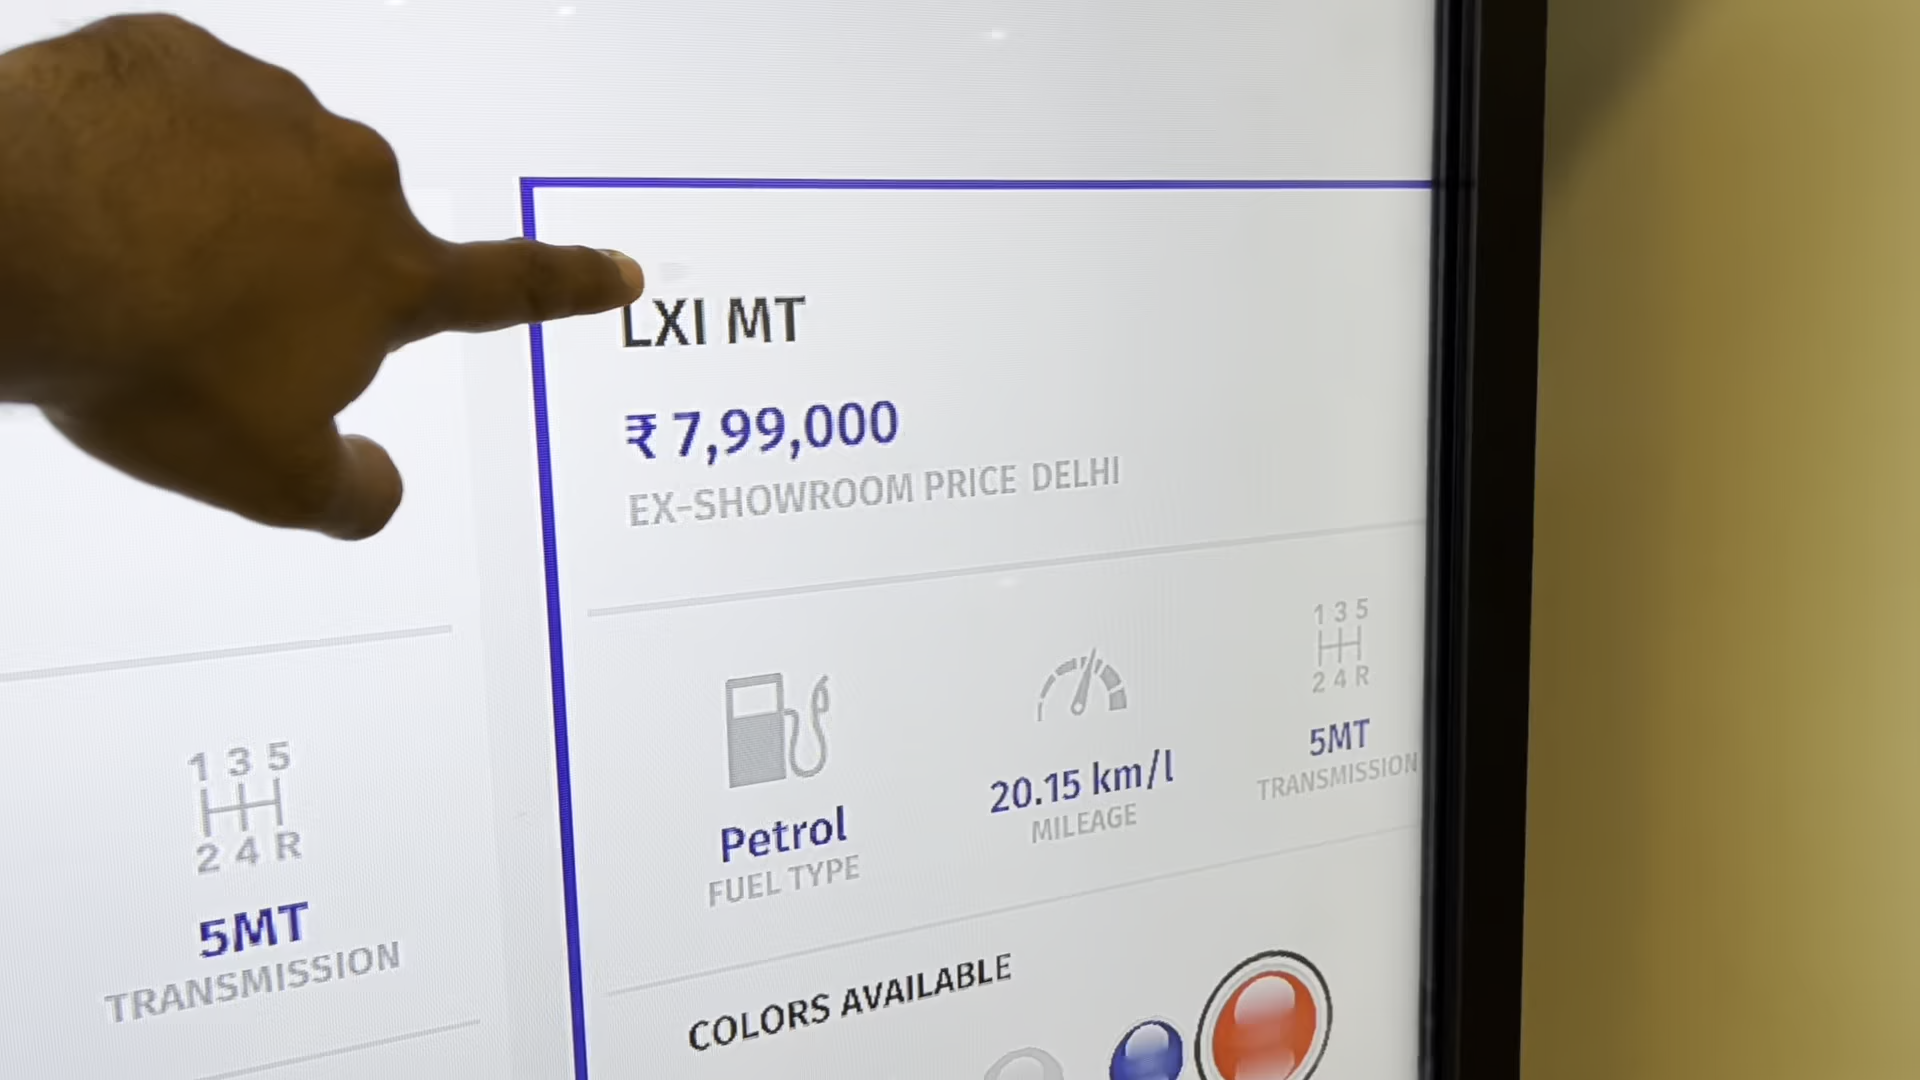 LXI MT
₹ 7,99,000
EX-SHOWROOM PRICE DELHI
1 3 5
2 4 R
5MT
TRANSMISSION
Petrol
FUEL TYPE
20.15 km/l
MILEAGE
1 3 5
2 4 R
5MT
TRANSMISSION
COLORS AVAILABLE